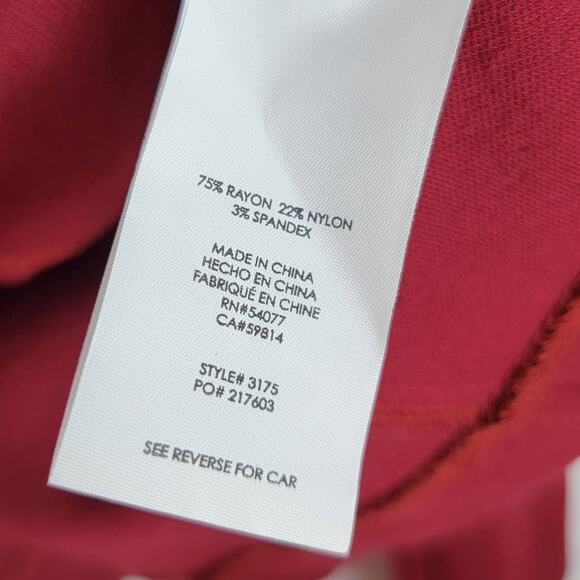 75% RAYON 22% NYLON
3% SPANDEX
MADE IN CHINA
HECHO EN CHINA
FABRIQUÉ EN CHINE
RN#54077
CA#59814
STYLE# 3175
PO# 217603
SEE REVERSE FOR CAR